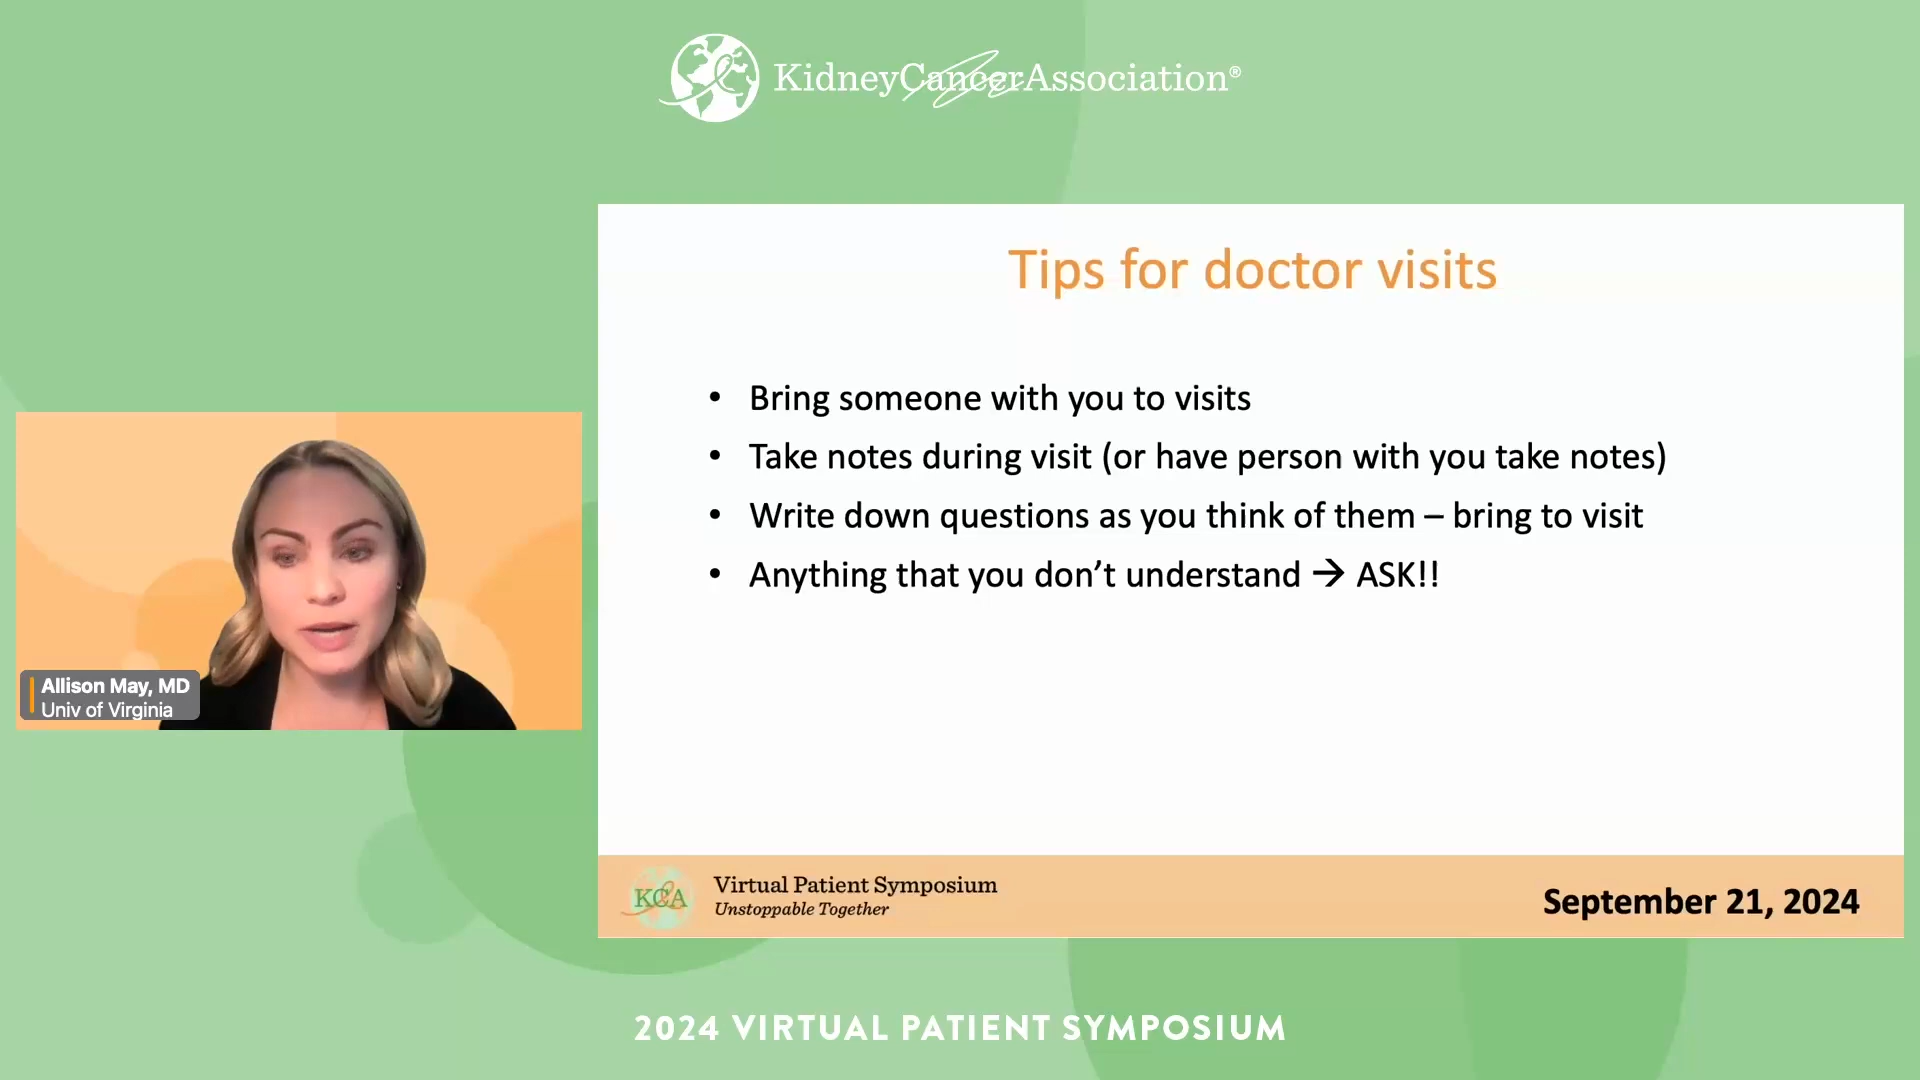 KidneyCancerAssociation®
Tips for doctor visits
• Bring someone with you to visits
• Take notes during visit (or have person with you take notes)
• Write down questions as you think of them – bring to visit
• Anything that you don’t understand → ASK!!
Allison May, MD
Univ of Virginia
KCA
Virtual Patient Symposium
Unstoppable Together
September 21, 2024
2024 VIRTUAL PATIENT SYMPOSIUM